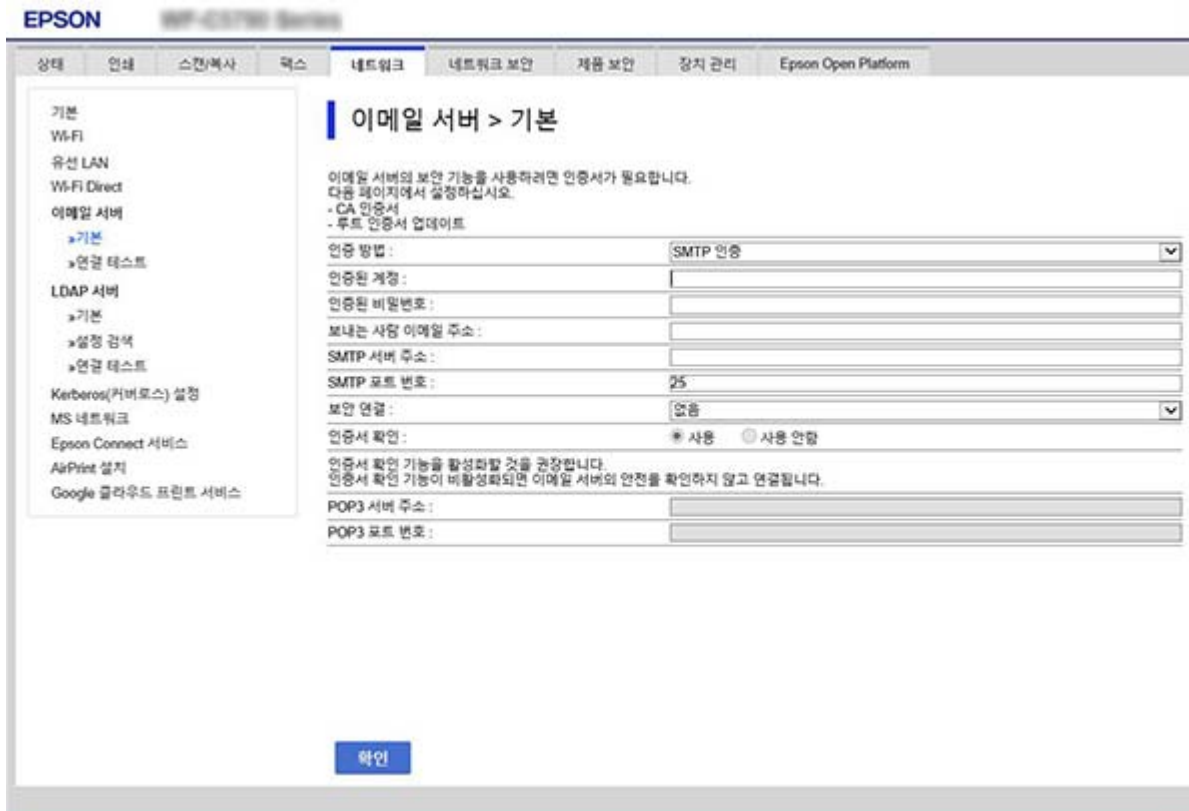 EPSON
상태
인쇄
스캔/복사
팩스
네트워크
네트워크 보안
제품 보안
장치 관리
Epson Open Platform
기본
Wi-Fi
유선 LAN
Wi-Fi Direct
이메일 서버
»기본
»연결 테스트
LDAP 서버
»기본
»설정 검색
»연결 테스트
Kerberos(커버로스) 설정
MS 네트워크
Epson Connect 서비스
AirPrint 설치
Google 클라우드 프린트 서비스
이메일 서버 > 기본
이메일 서버의 보안 기능을 사용하려면 인증서가 필요합니다.
다음 페이지에서 설정하십시오.
- CA 인증서
- 루트 인증서 업데이트
인증 방법 : SMTP 인증
인증된 계정 :
인증된 비밀번호 :
보내는 사람 이메일 주소 :
SMTP 서버 주소 :
SMTP 포트 번호 : 25
보안 연결 : 없음
인증서 확인 : 사용 사용 안함
인증서 확인 기능을 활성화할 것을 권장합니다.
인증서 확인 기능이 비활성화되면 이메일 서버의 안전을 확인하지 않고 연결됩니다.
POP3 서버 주소 :
POP3 포트 번호 :
확인